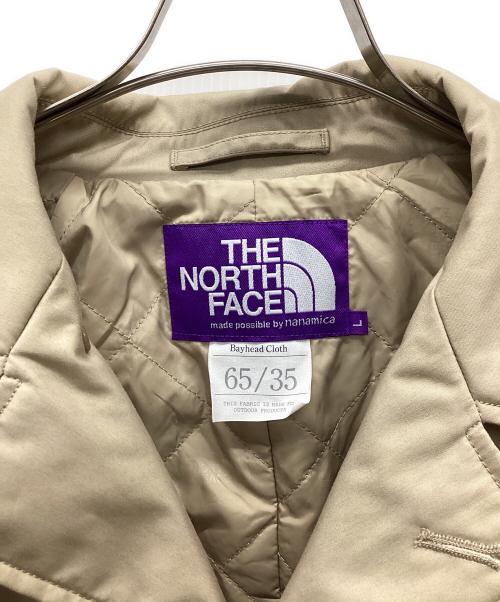 THE
NORTH
FACE
made possible by nanamica
L
Bayhead Cloth
65/35
THIS FABRIC IS MADE FOR
OUTDOOR PRODUCTS